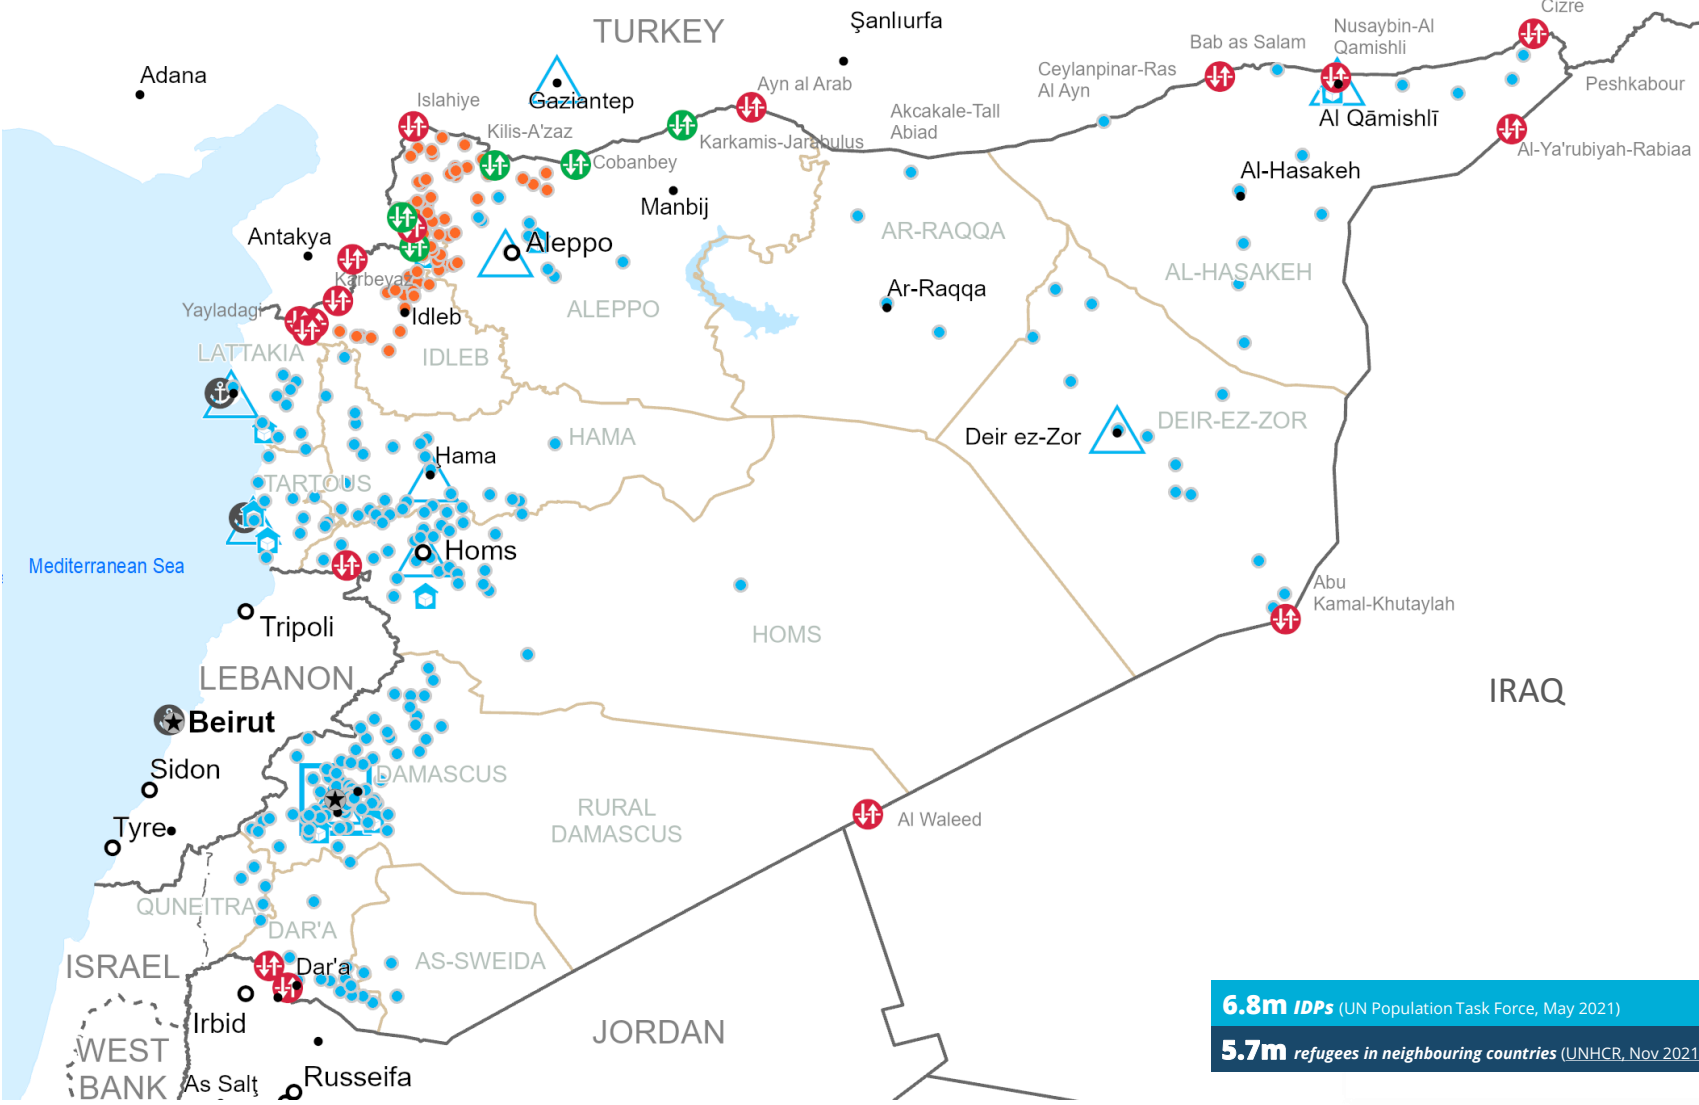 Cizre
TURKEY
Şanlıurfa
Nusaybin-Al
Qamishli
Bab as Salam
Adana
Ceylanpinar-Ras
Al Ayn
Ayn al Arab
Peshkabour
Gaziantep
Islahiye
Akcakale-Tall
Abiad
Al Qāmishlī
Kilis-A'zaz
Karkamis-Jarabulus
Al-Ya'rubiyah-Rabiaa
Cobanbey
Al-Hasakeh
Manbij
Antakya
AR-RAQQA
Aleppo
AL-HASAKEH
Karbeyaz
Ar-Raqqa
Yayladagi
ALEPPO
Idleb
LATTAKIA
IDLEB
DEIR-EZ-ZOR
HAMA
Deir ez-Zor
Hama
TARTOUS
Homs
Mediterranean Sea
Abu
Kamal-Khutaylah
Tripoli
HOMS
LEBANON
IRAQ
Beirut
Sidon
DAMASCUS
RURAL
DAMASCUS
Al Waleed
Tyre
QUNEITRA
DAR'A
AS-SWEIDA
ISRAEL
Dar'a
Irbid
JORDAN
6.8m IDPs (UN Population Task Force, May 2021)
WEST
BANK
5.7m refugees in neighbouring countries (UNHCR, Nov 2021
Russeifa
As Salţ